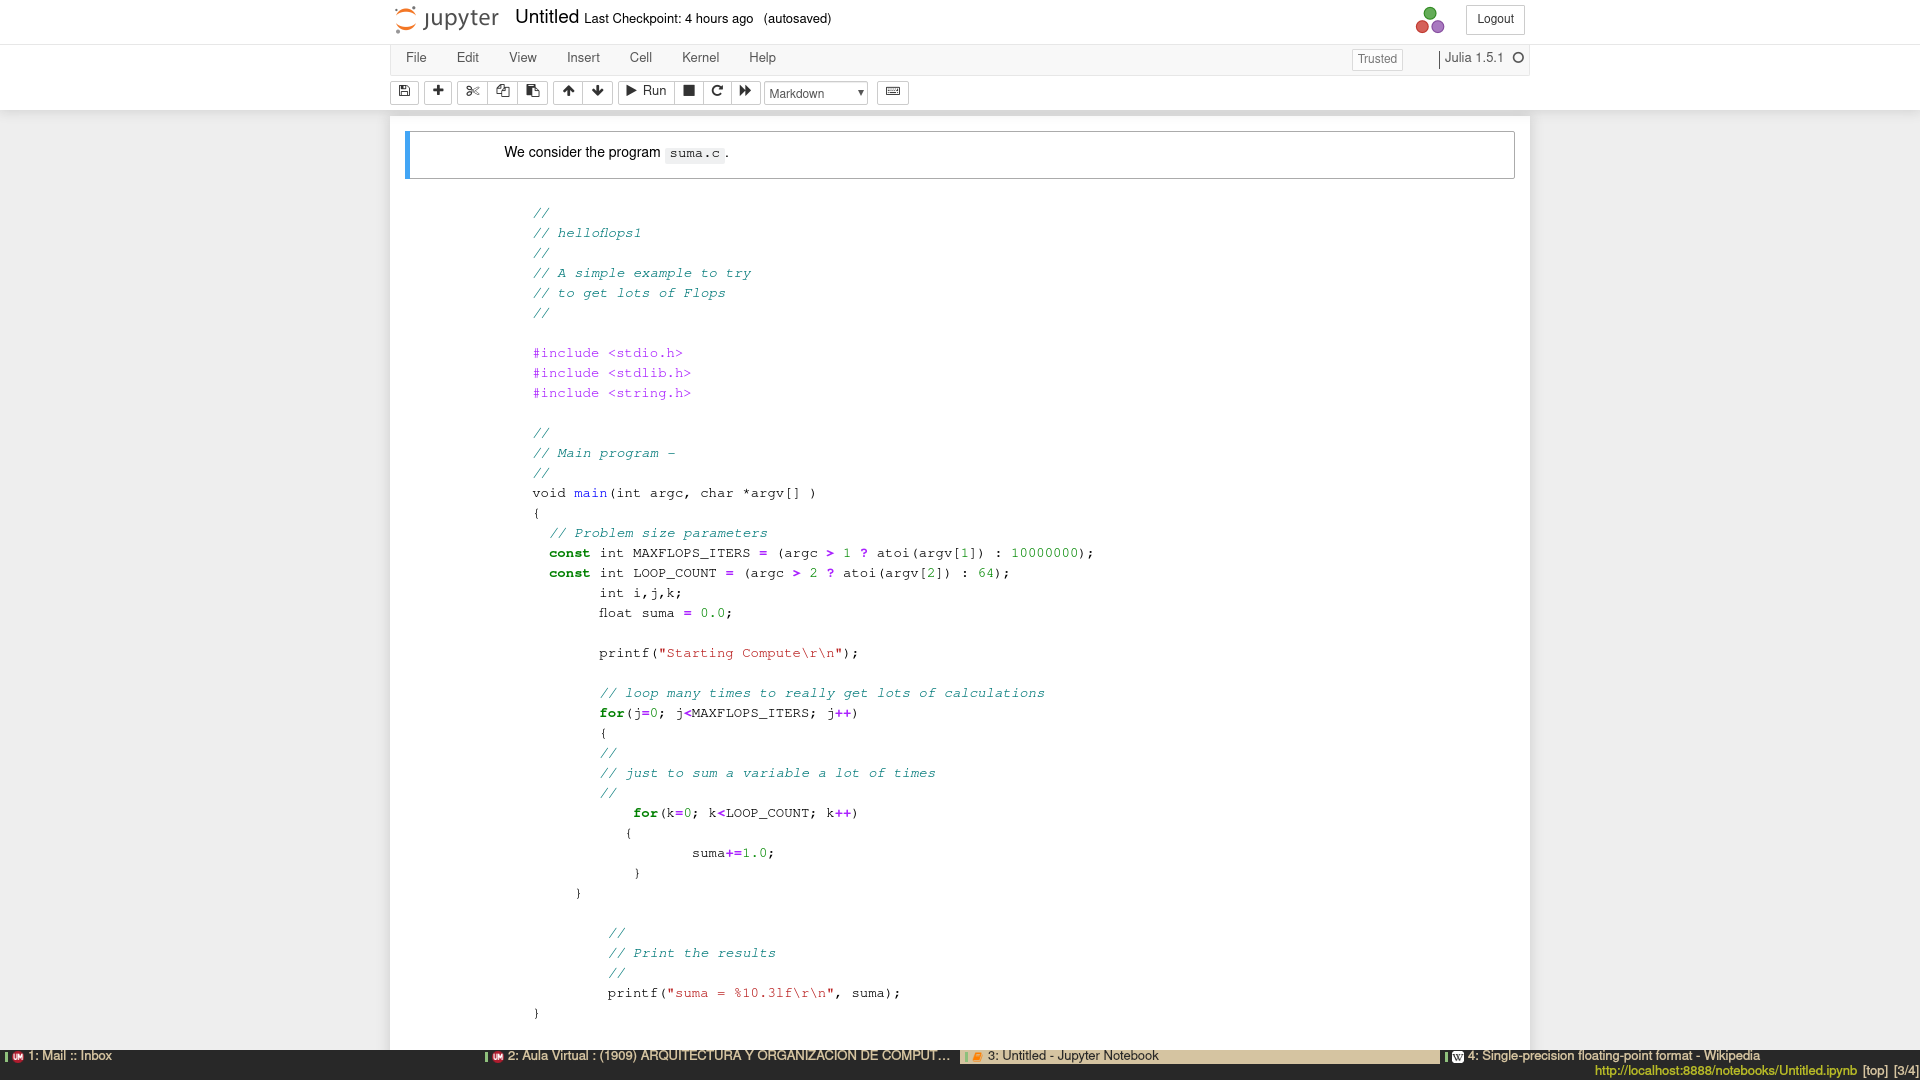 jupyter Untitled Last Checkpoint: 4 hours ago (autosaved) Logout
File Edit View Insert Cell Kernel Help Trusted Julia 1.5.1
Run Markdown
We consider the program suma.c.
//
// helloflops1
//
// A simple example to try
// to get lots of Flops
//
#include <stdio.h>
#include <stdlib.h>
#include <string.h>
//
// Main program -
//
void main(int argc, char *argv[] )
{
// Problem size parameters
const int MAXFLOPS_ITERS = (argc > 1 ? atoi(argv[1]) : 10000000);
const int LOOP_COUNT = (argc > 2 ? atoi(argv[2]) : 64);
int i,j,k;
float suma = 0.0;
printf("Starting Compute\r\n");
// loop many times to really get lots of calculations
for(j=0; j<MAXFLOPS_ITERS; j++)
{
//
// just to sum a variable a lot of times
//
for(k=0; k<LOOP_COUNT; k++)
{
suma+=1.0;
}
}
//
// Print the results
//
printf("suma = %10.3lf\r\n", suma);
}
1: Mail :: Inbox 2: Aula Virtual : (1909) ARQUITECTURA Y ORGANIZACIÓN DE COMPUT... 3: Untitled - Jupyter Notebook 4: Single-precision floating-point format - Wikipedia
http://localhost:8888/notebooks/Untitled.ipynb [top] [3/4]